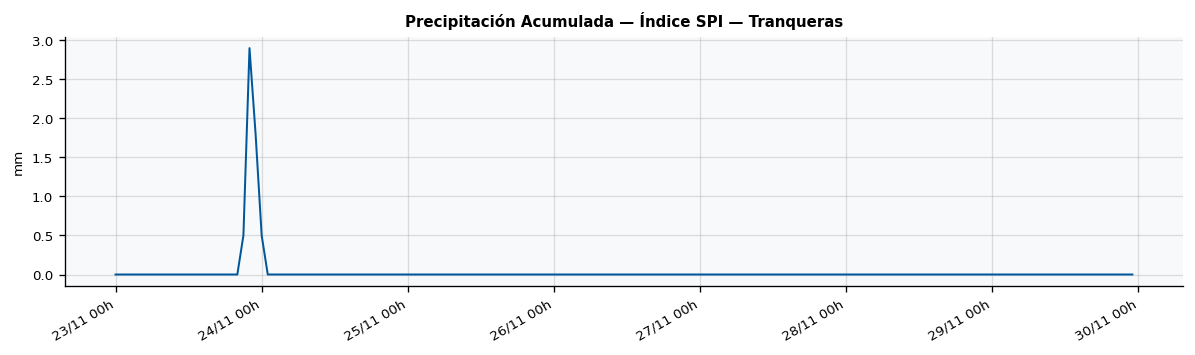 Precipitación Acumulada — Índice SPI — Tranqueras
mm
3.0
2.5
2.0
1.5
1.0
0.5
0.0
23/11 00h
24/11 00h
25/11 00h
26/11 00h
27/11 00h
28/11 00h
29/11 00h
30/11 00h